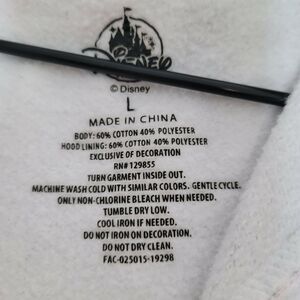 Disney
© Disney
L
MADE IN CHINA
BODY: 60% COTTON 40% POLYESTER
HOOD LINING: 60% COTTON 40% POLYESTER
EXCLUSIVE OF DECORATION
RN# 129855
TURN GARMENT INSIDE OUT.
MACHINE WASH COLD WITH SIMILAR COLORS. GENTLE CYCLE.
ONLY NON-CHLORINE BLEACH WHEN NEEDED.
TUMBLE DRY LOW.
COOL IRON IF NEEDED.
DO NOT IRON ON DECORATION.
DO NOT DRY CLEAN.
FAC-025015-19298